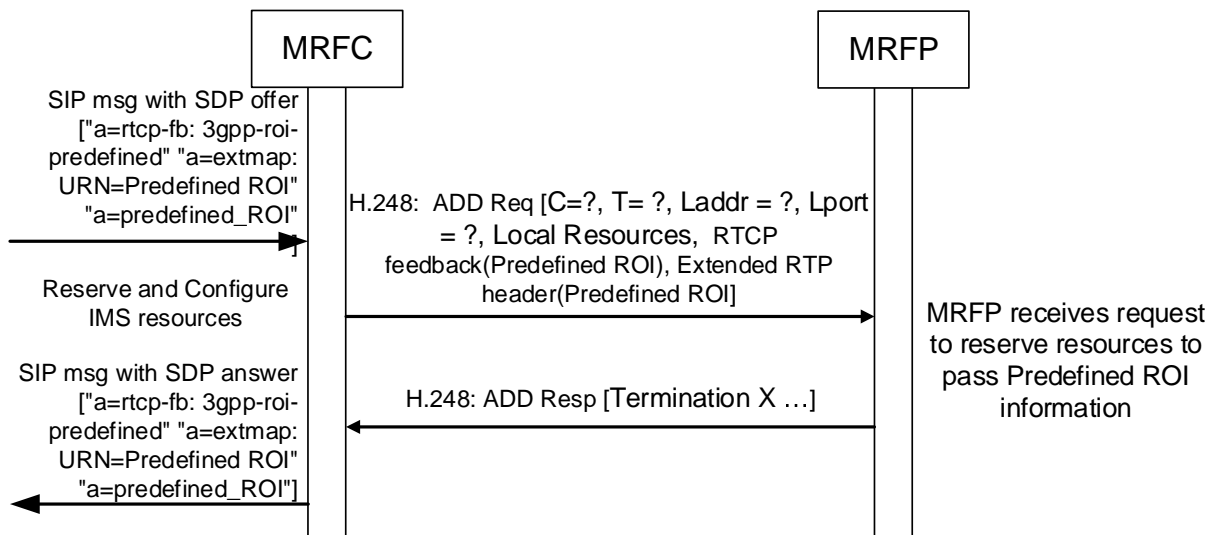 MRFC
MRFP
SIP msg with SDP offer
["a=rtcp-fb: 3gpp-roi-
predefined" "a=extmap:
URN=Predefined ROI"
"a=predefined_ROI"
]
H.248:  ADD Req [C=?, T= ?, Laddr = ?, Lport
= ?, Local Resources,  RTCP
feedback(Predefined ROI), Extended RTP
header(Predefined ROI]
Reserve and Configure
IMS resources
MRFP receives request
to reserve resources to
pass Predefined ROI
information
SIP msg with SDP answer
["a=rtcp-fb: 3gpp-roi-
predefined" "a=extmap:
URN=Predefined ROI"
"a=predefined_ROI"]
H.248: ADD Resp [Termination X …]